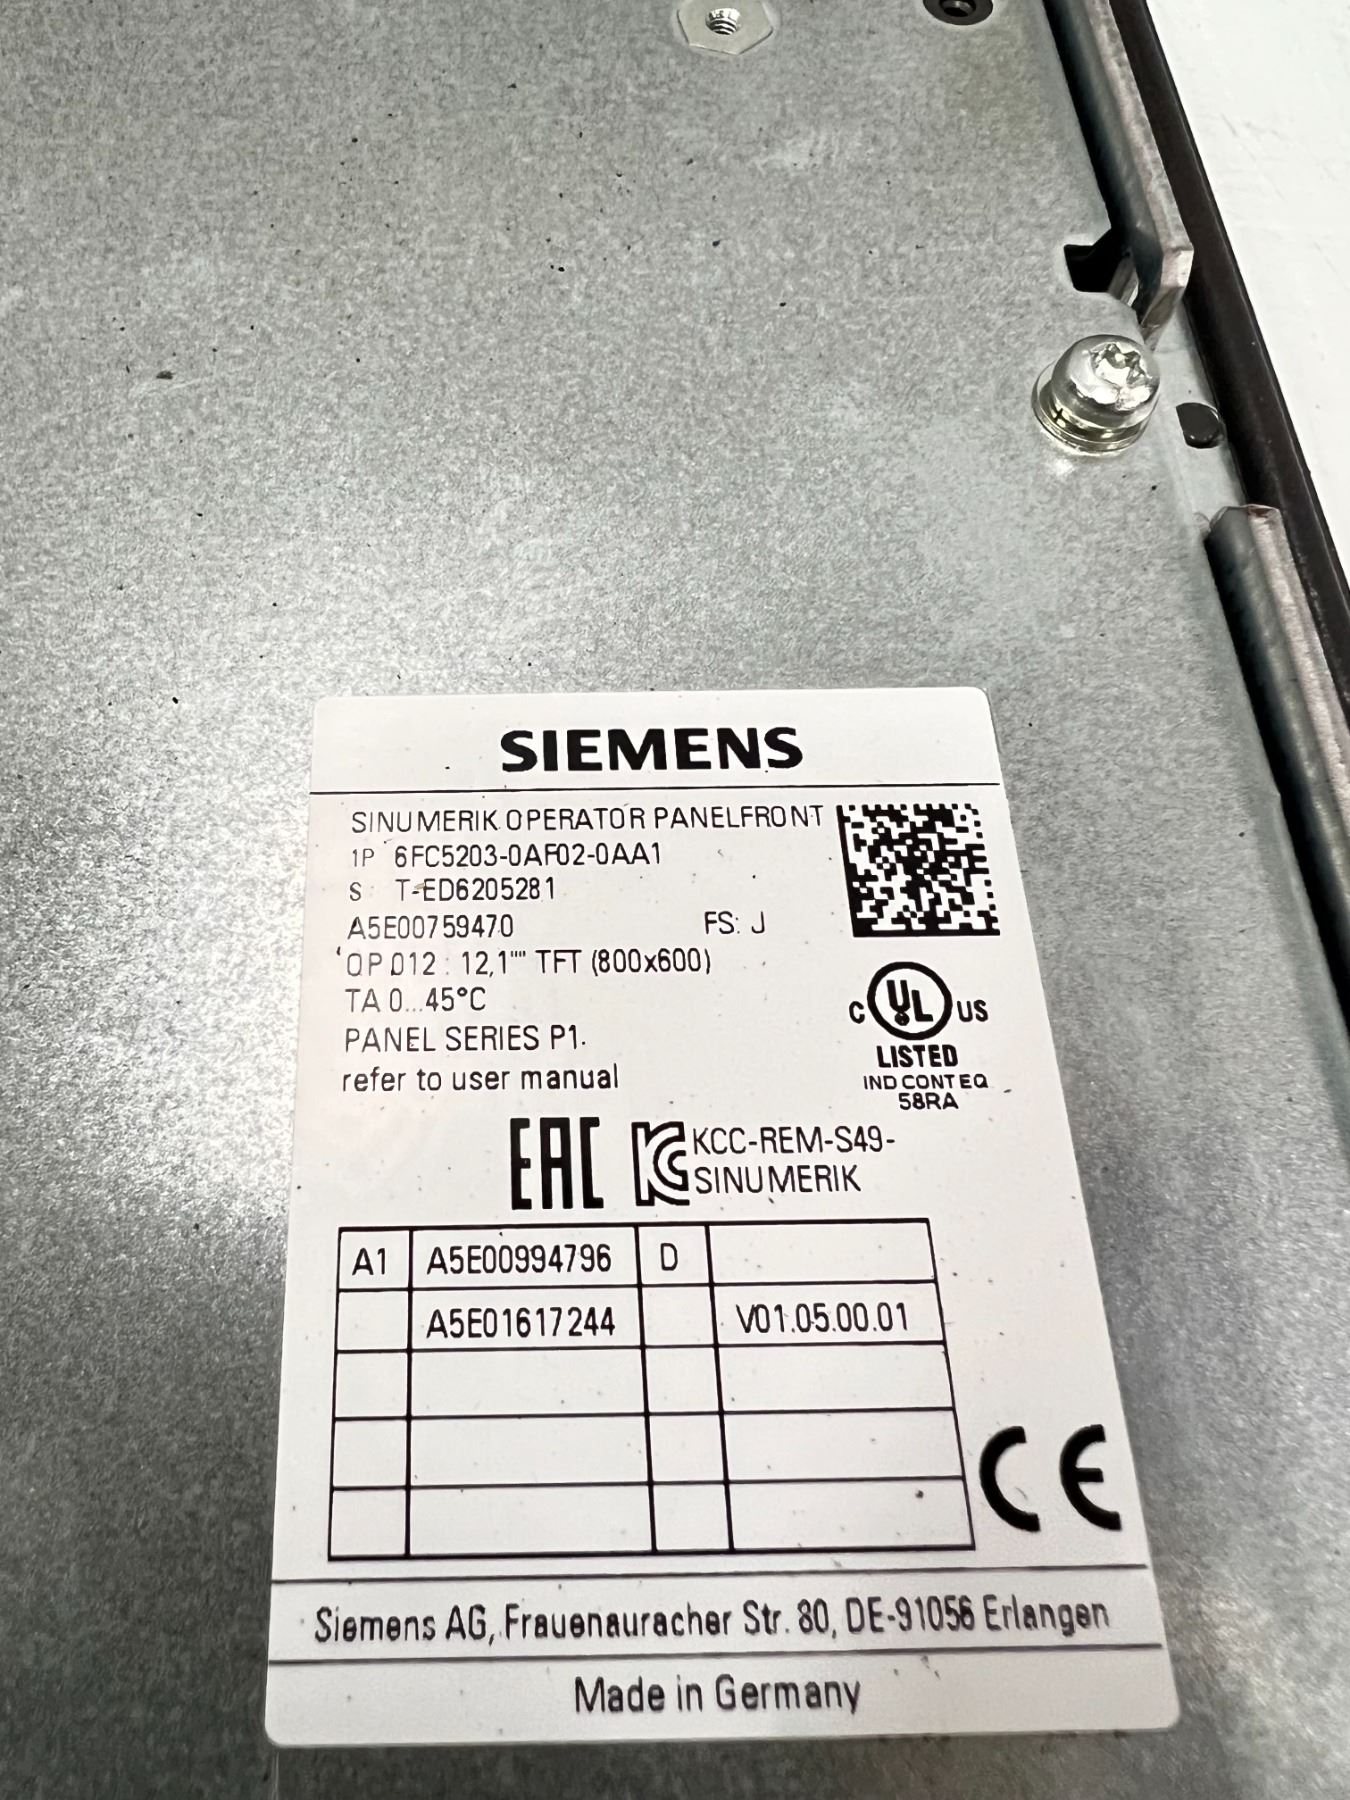 SIEMENS
SINUMERIK OPERATOR PANELFRONT
1P 6FC5203-0AF02-0AA1
S T-ED6205281
A5E00759470 FS: J
OP 012 : 12,1"" TFT (800x600)
TA 0...45°C
PANEL SERIES P1.
refer to user manual
C UL US
LISTED
IND CONT EQ
58RA
EAC KC KCC-REM-S49-
SINUMERIK
A1 A5E00994796 D
A5E01617244 V01.05.00.01
CE
Siemens AG, Frauenauracher Str. 80, DE-91056 Erlangen
Made in Germany